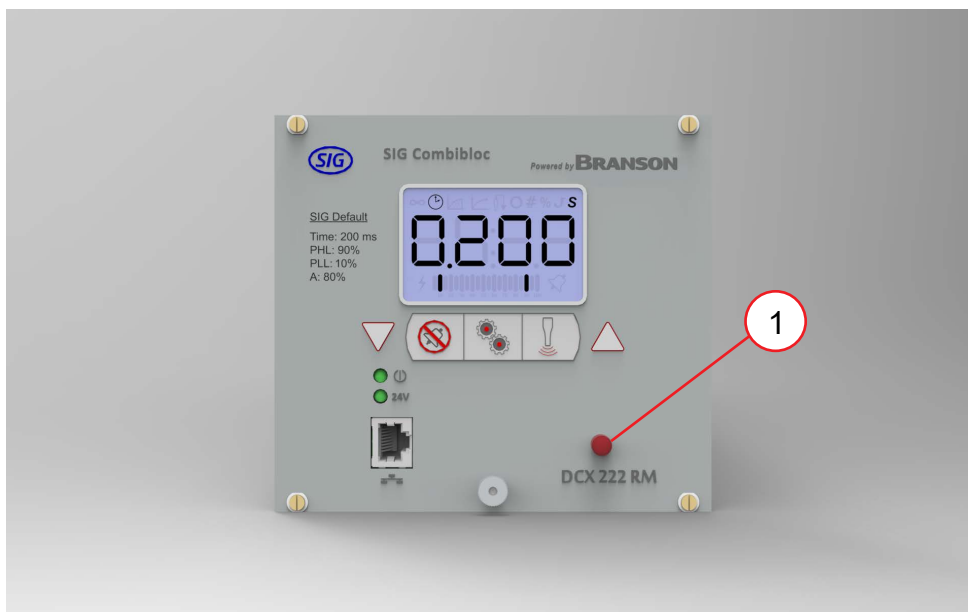 SIG
SIG Combibloc
Powered by BRANSON
SIG Default
Time: 200 ms
PHL: 90%
PLL: 10%
A: 80%
# % J S
0.200
24V
1
DCX 222 RM